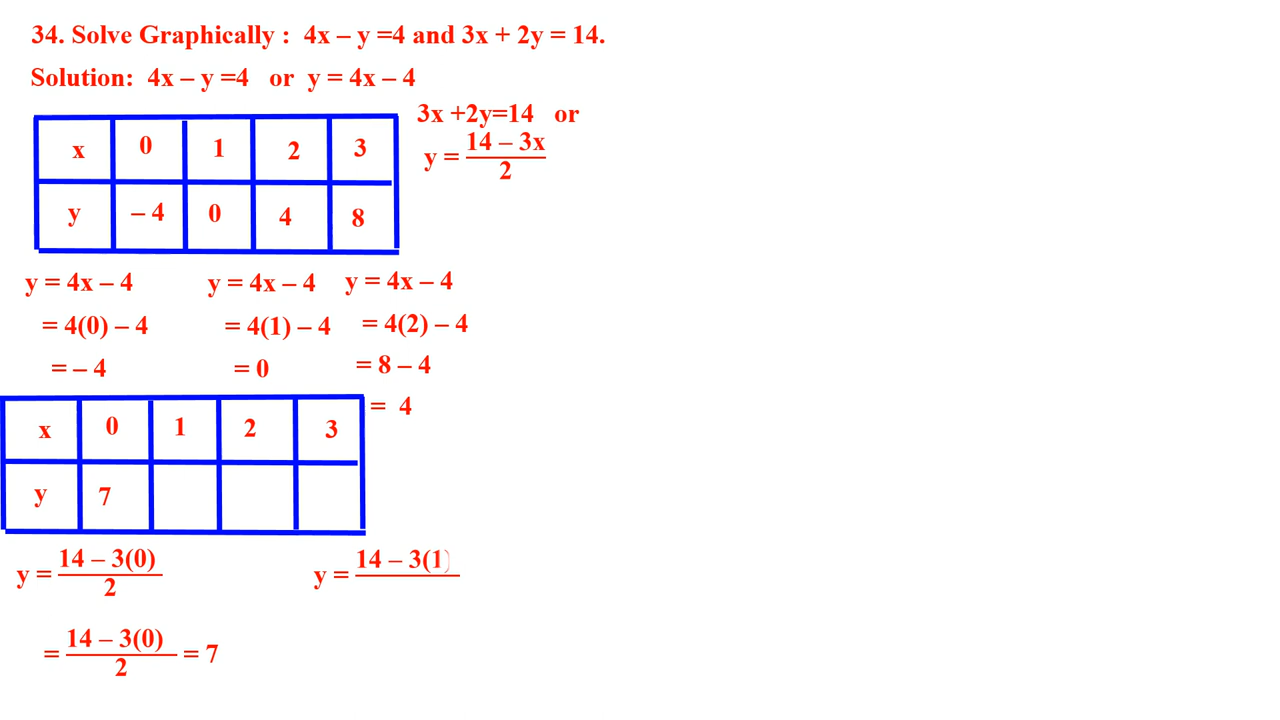 34. Solve Graphically :  4x – y =4 and 3x + 2y = 14.
Solution:  4x – y =4   or  y = 4x – 4
3x +2y=14   or
y = 14 – 3x
2
x 0 1 2 3
y – 4 0 4 8
y = 4x – 4   y = 4x – 4   y = 4x – 4
= 4(0) – 4   = 4(1) – 4   = 4(2) – 4
= – 4   = 0   = 8 – 4
= 4
x 0 1 2 3
y 7
y = 14 – 3(0)
2
y = 14 – 3(1)
= 14 – 3(0)
2
= 7